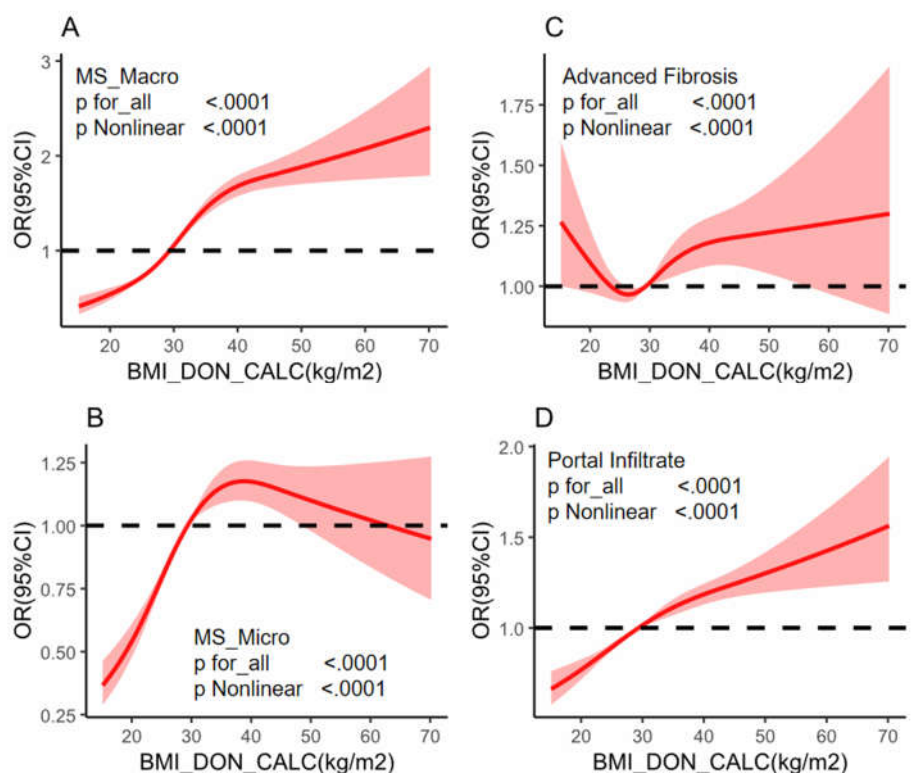 A
MS_Macro
p for_all <.0001
p Nonlinear <.0001
OR(95%CI)
3
2
1
20 30 40 50 60 70
BMI_DON_CALC(kg/m2)
C
Advanced Fibrosis
p for_all <.0001
p Nonlinear <.0001
OR(95%CI)
1.75
1.50
1.25
1.00
20 30 40 50 60 70
BMI_DON_CALC(kg/m2)
B
MS_Micro
p for_all <.0001
p Nonlinear <.0001
OR(95%CI)
1.25
1.00
0.75
0.50
0.25
20 30 40 50 60 70
BMI_DON_CALC(kg/m2)
D
Portal Infiltrate
p for_all <.0001
p Nonlinear <.0001
OR(95%CI)
2.0
1.5
1.0
20 30 40 50 60 70
BMI_DON_CALC(kg/m2)